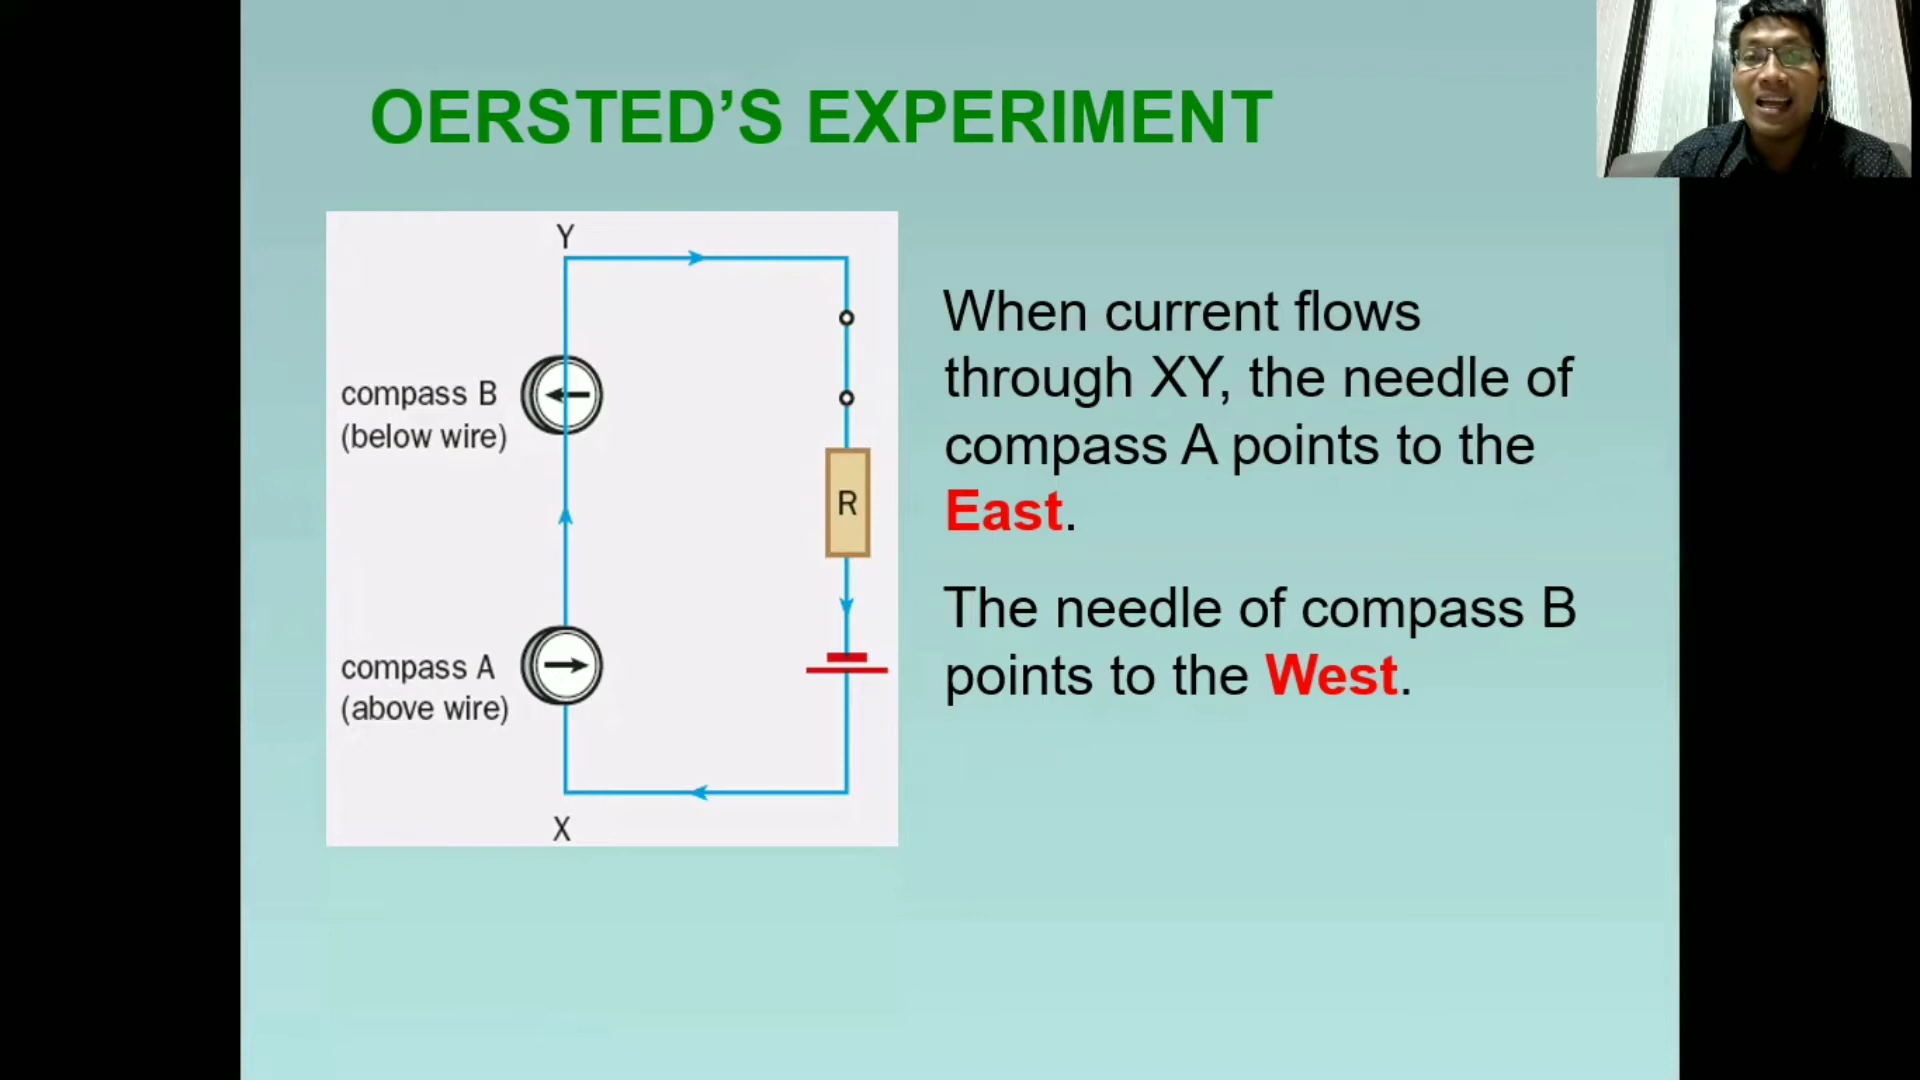 OERSTED’S EXPERIMENT
Y
compass B
(below wire)
R
compass A
(above wire)
X
When current flows
through XY, the needle of
compass A points to the
East.
The needle of compass B
points to the West.